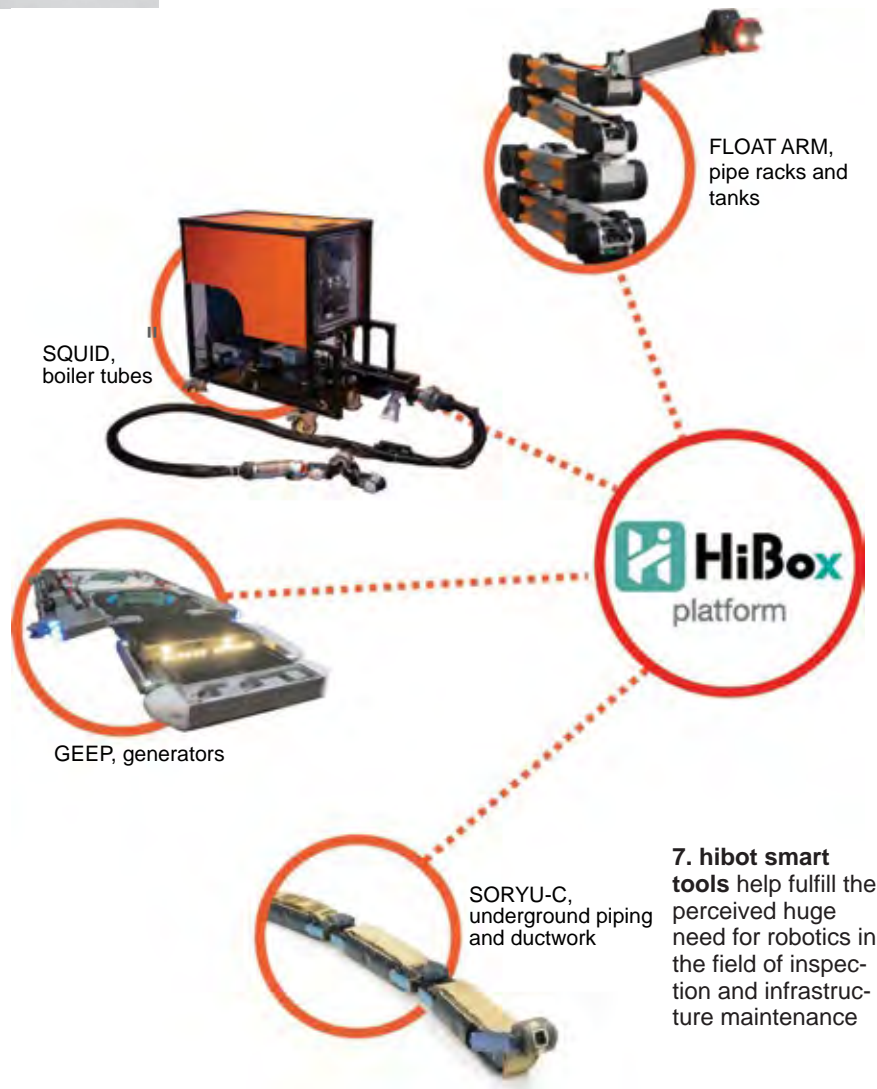 FLOAT ARM,
pipe racks and
tanks
SQUID,
boiler tubes
HiBox
platform
GEEP, generators
SORYU-C,
underground piping
and ductwork
7. hibot smart
tools help fulfill the
perceived huge
need for robotics in
the field of inspec-
tion and infrastruc-
ture maintenance